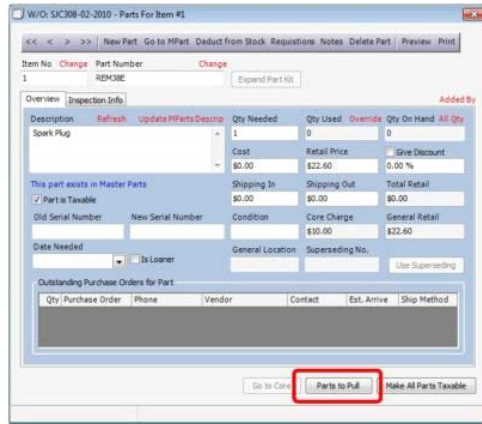 W/O: SJC308-02-2010 - Parts For Item #1
<< < > >> New Part Go to MPart Deduct from Stock Requistions Notes Delete Part Preview Print
Item No Change Part Number Change
1 REM38E Expand Part Kit
Overview Inspection Info Added By
Description Refresh Update MParts Descrip Qty Needed Qty Used Override Qty On Hand All Qty
Spark Plug 1 0 0
Cost Retail Price Give Discount
$0.00 $22.60 0.00 %
This part exists in Master Parts Shipping In Shipping Out Total Retail
Part is Taxable $0.00 $0.00 $0.00
Old Serial Number New Serial Number Condition Core Charge General Retail
$10.00 $22.60
Date Needed General Location Superseding No.
Is Loaner Use Superseding
Outstanding Purchase Orders for Part
Qty Purchase Order Phone Vendor Contact Est. Arrive Ship Method
Go to Core Parts to Pull Make All Parts Taxable